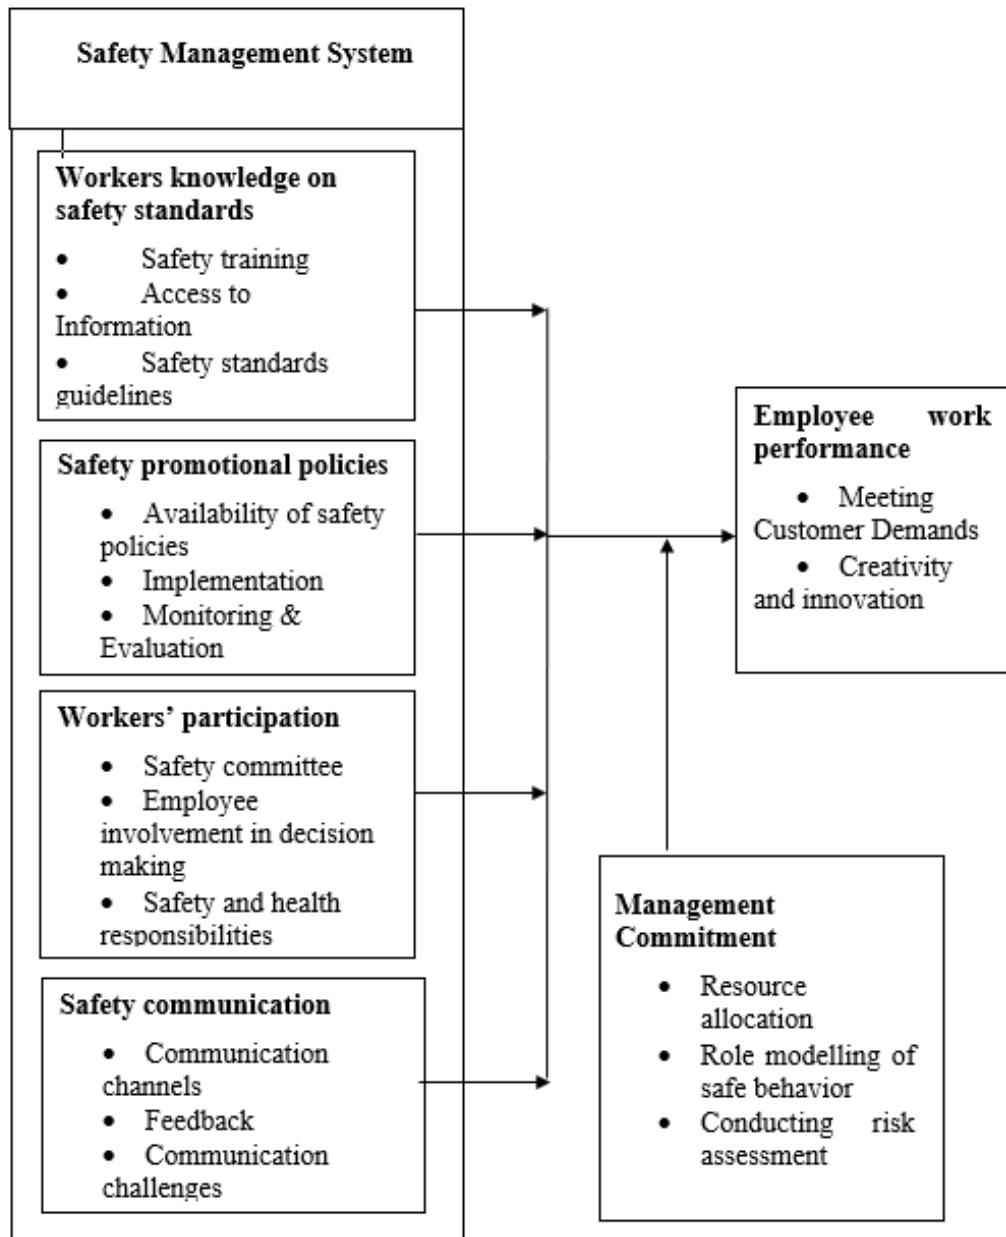 Safety Management System
Workers knowledge on
safety standards
• Safety training
• Access to
Information
• Safety standards
guidelines
Safety promotional policies
• Availability of safety
policies
• Implementation
• Monitoring &
Evaluation
Workers’ participation
• Safety committee
• Employee
involvement in decision
making
• Safety and health
responsibilities
Safety communication
• Communication
channels
• Feedback
• Communication
challenges
Employee work
performance
• Meeting
Customer Demands
• Creativity
and innovation
Management
Commitment
• Resource
allocation
• Role modelling of
safe behavior
• Conducting risk
assessment